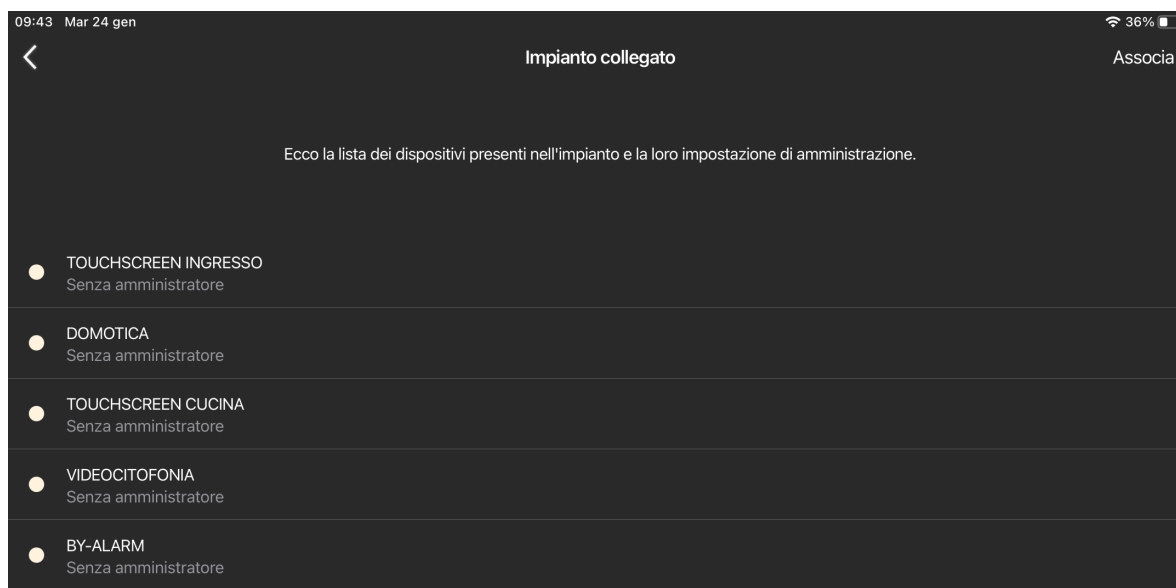 09:43 Mar 24 gen
36%
Impianto collegato
Associa
Ecco la lista dei dispositivi presenti nell'impianto e la loro impostazione di amministrazione.
TOUCHSCREEN INGRESSO
Senza amministratore
DOMOTICA
Senza amministratore
TOUCHSCREEN CUCINA
Senza amministratore
VIDEOCITOFONIA
Senza amministratore
BY-ALARM
Senza amministratore